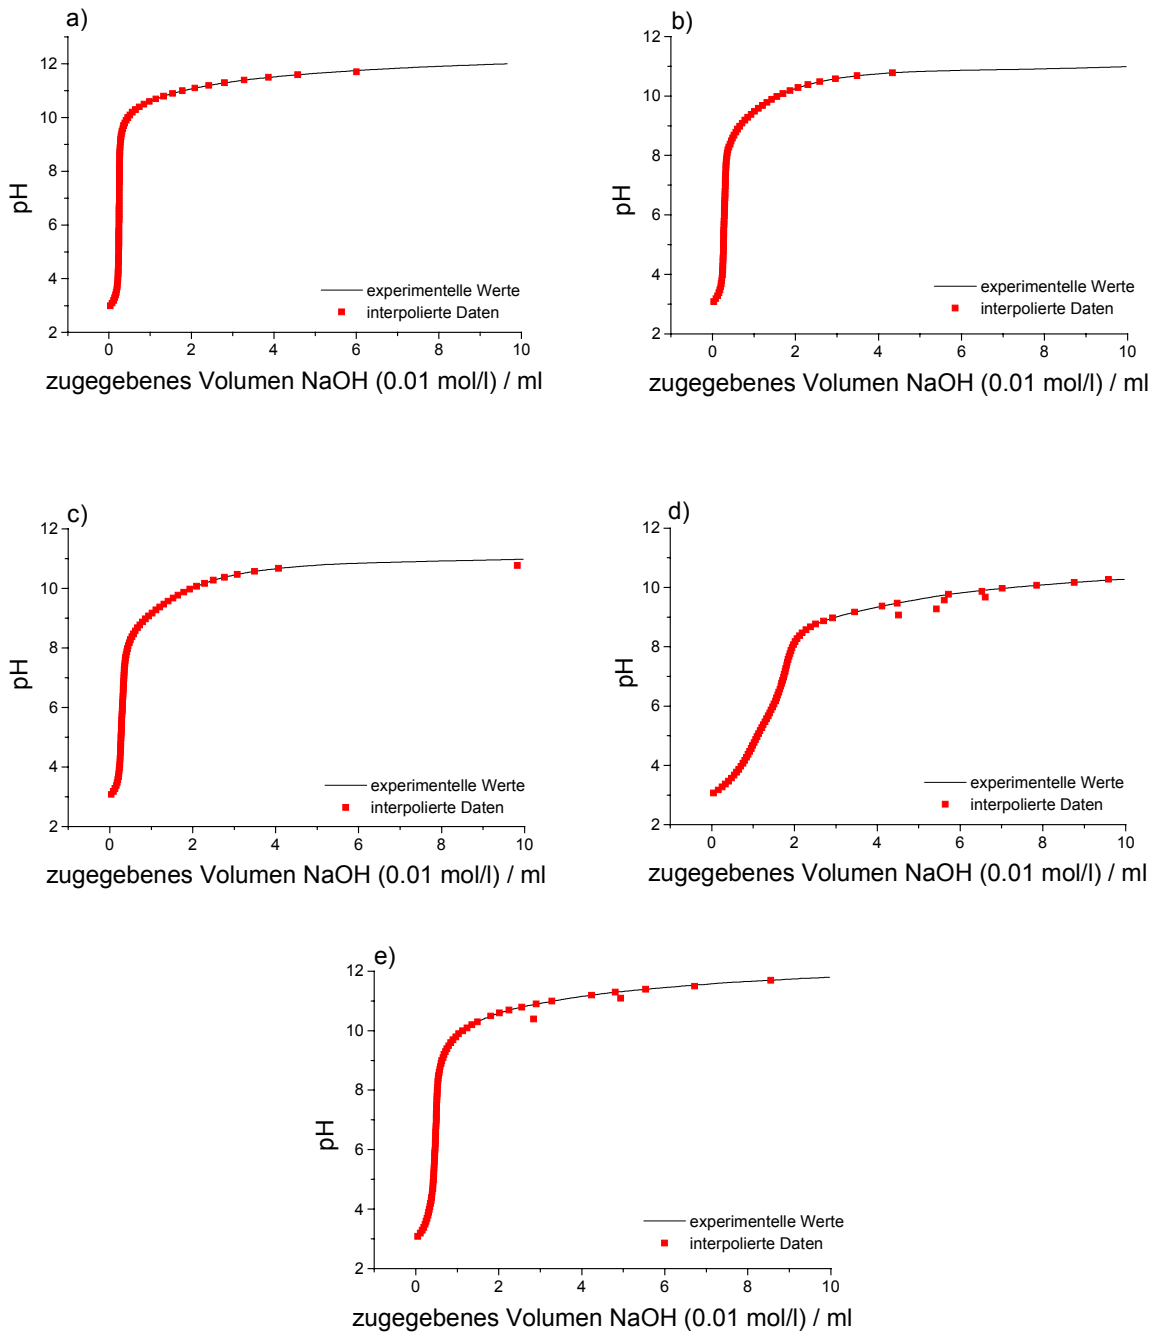 a)
12
10
8
6
4
2
pH
0 2 4 6 8 10
experimentelle Werte
interpolierte Daten
zugegebenes Volumen NaOH (0.01 mol/l) / ml
b)
12
10
8
6
4
2
pH
0 2 4 6 8 10
experimentelle Werte
interpolierte Daten
zugegebenes Volumen NaOH (0.01 mol/l) / ml
c)
12
10
8
6
4
2
pH
0 2 4 6 8 10
experimentelle Werte
interpolierte Daten
zugegebenes Volumen NaOH (0.01 mol/l) / ml
d)
12
10
8
6
4
2
pH
0 2 4 6 8 10
experimentelle Werte
interpolierte Daten
zugegebenes Volumen NaOH (0.01 mol/l) / ml
e)
12
10
8
6
4
2
pH
0 2 4 6 8 10
experimentelle Werte
interpolierte Daten
zugegebenes Volumen NaOH (0.01 mol/l) / ml